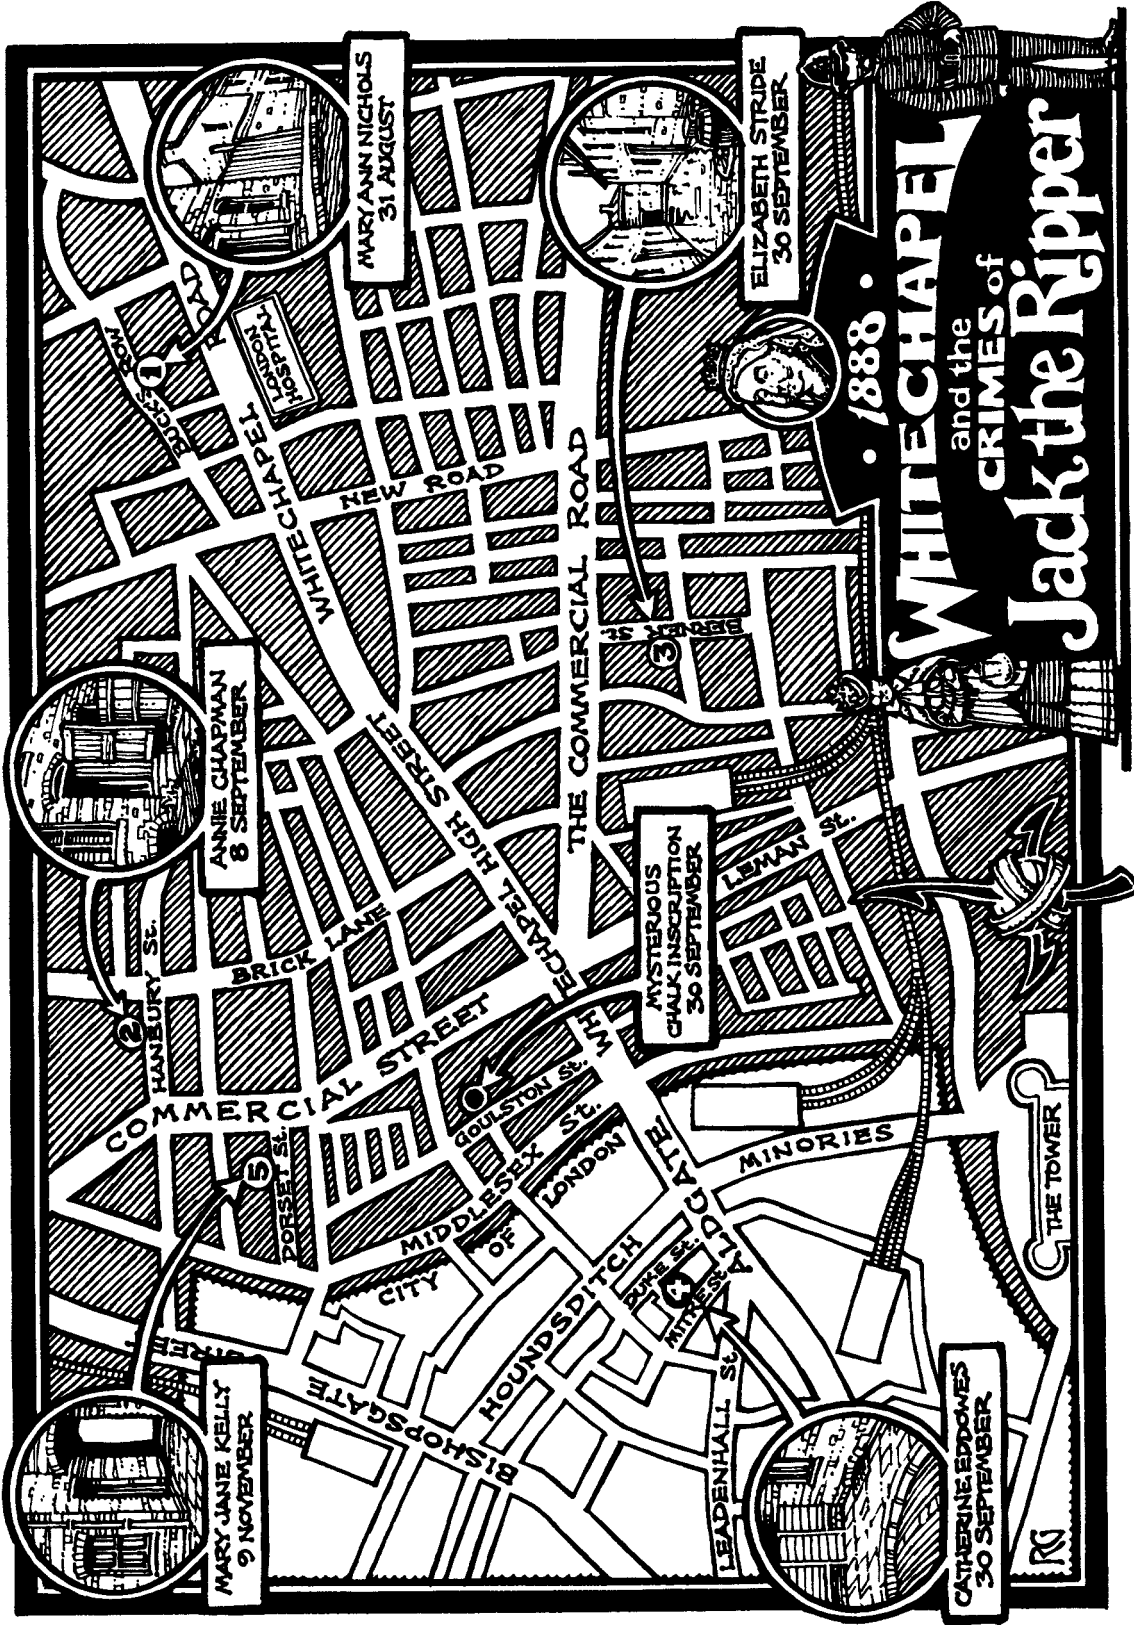 MARY JANE KELLY
9 NOVEMBER
ANNIE CHAPMAN
8 SEPTEMBER
MARY ANN NICHOLS
31 AUGUST
ELIZABETH STRIDE
30 SEPTEMBER
MYSTERIOUS
CHALK INSCRIPTION
30 SEPTEMBER
CATHERINE EDDOWES
30 SEPTEMBER
1
2
3
4
5
BUCKS ROW
WHITECHAPEL ROAD
LONDON
HOSPITAL
NEW ROAD
HANBURY St.
BRICK LANE
COMMERCIAL STREET
DORSET St.
WHITECHAPEL HIGH STREET
THE COMMERCIAL ROAD
BERNER St.
LEMAN St.
GOULSTON St.
MIDDLESEX St.
CITY OF LONDON
BISHOPSGATE STREET
HOUNDSDITCH
DUKE St.
MITRE St.
ALDGATE
LEADENHALL St.
MINORIES
THE TOWER
RG
• 1888 •
WHITECHAPEL
and the
CRIMES of
Jack the Ripper